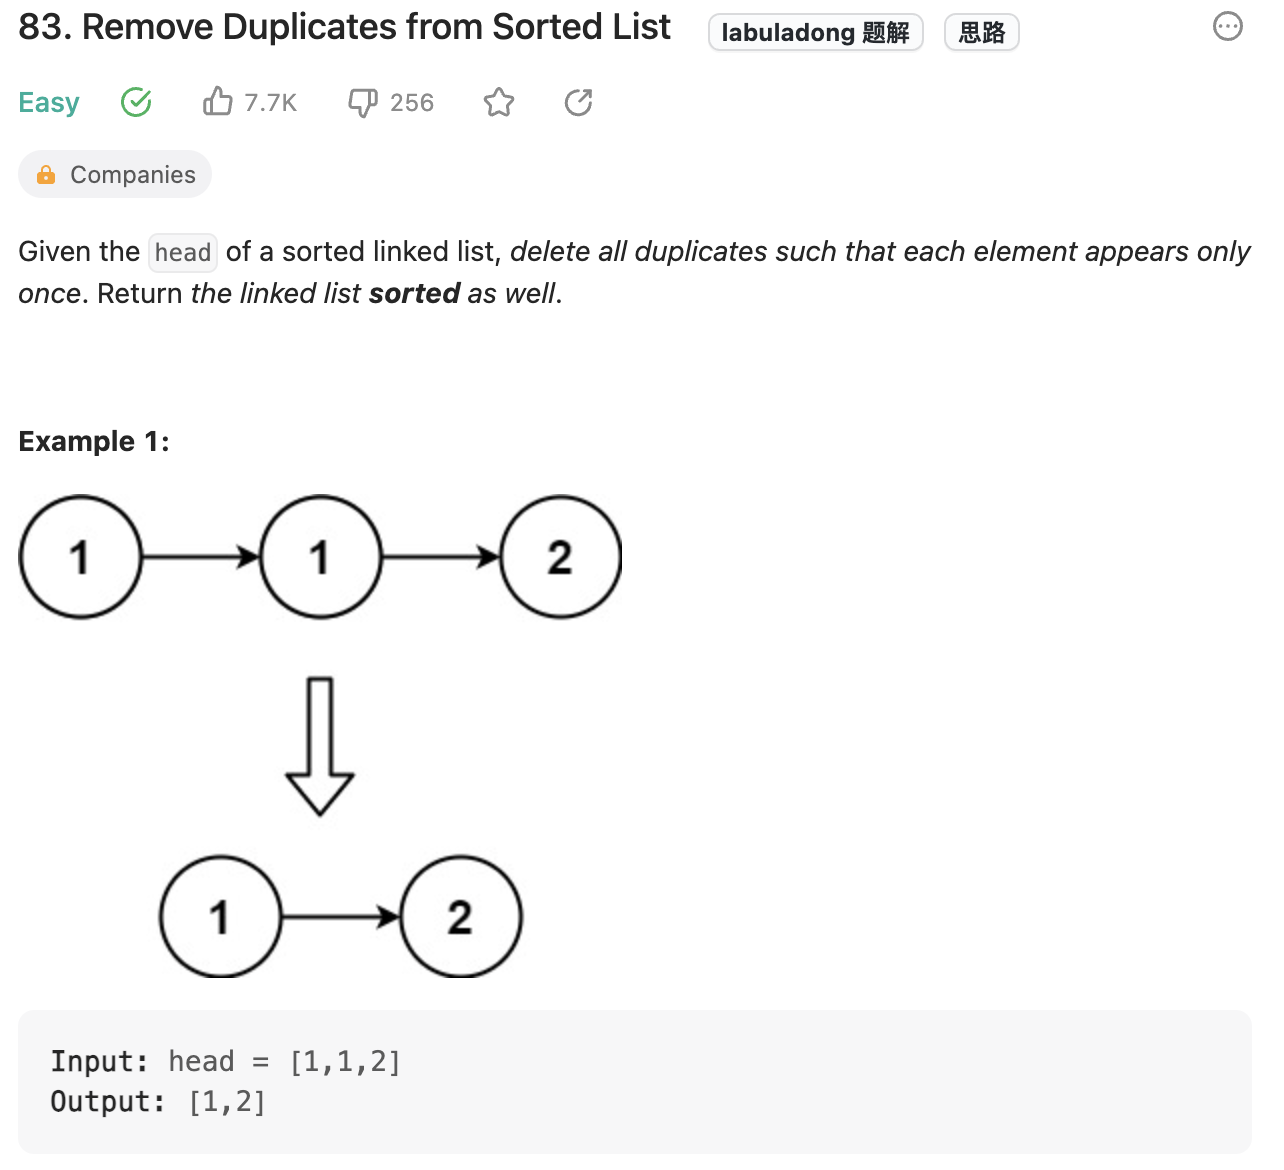 83. Remove Duplicates from Sorted List labuladong 题解 思路
Easy 7.7K 256
Companies
Given the head of a sorted linked list, delete all duplicates such that each element appears only
once. Return the linked list sorted as well.
Example 1:
1 1 2
1 2
Input: head = [1,1,2]
Output: [1,2]